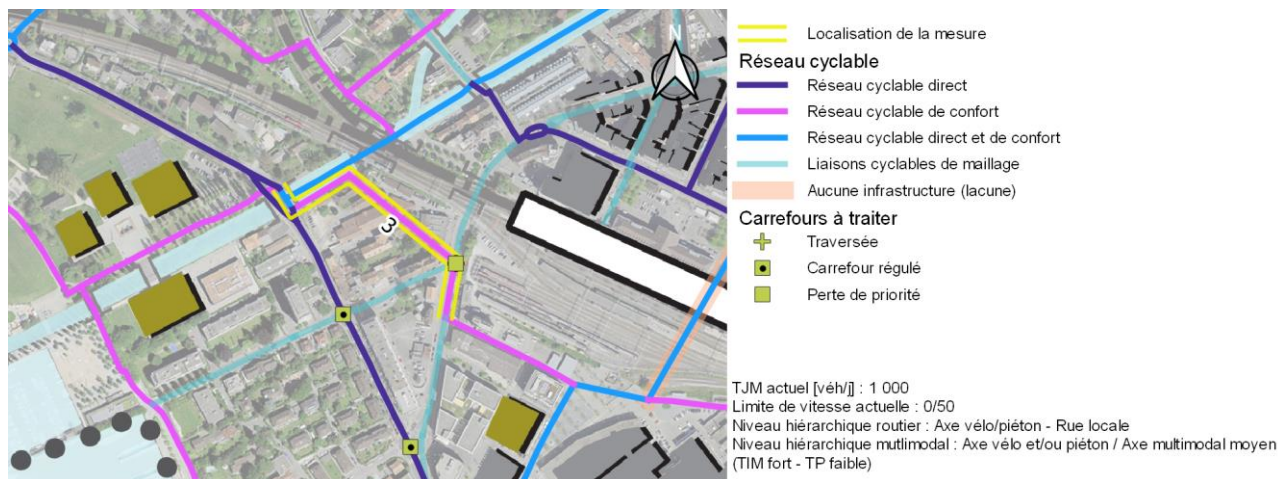 N
3
Localisation de la mesure
Réseau cyclable
Réseau cyclable direct
Réseau cyclable de confort
Réseau cyclable direct et de confort
Liaisons cyclables de maillage
Aucune infrastructure (lacune)
Carrefours à traiter
Traversée
Carrefour régulé
Perte de priorité
TJM actuel [véh/j] : 1 000
Limite de vitesse actuelle : 0/50
Niveau hiérarchique routier : Axe vélo/piéton - Rue locale
Niveau hiérarchique mutlimodal : Axe vélo et/ou piéton / Axe multimodal moyen
(TIM fort - TP faible)